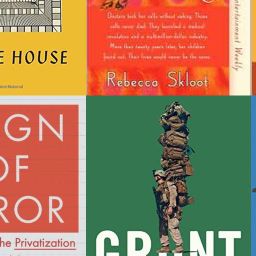 E HOUSE
Doctors took her cells without asking. Those
cells never died. They launched a medical
revolution and a multimillion-dollar industry.
More than twenty years later, her children
found out. Their lives would never be the same.
Rebecca Skloot
Entertainment Weekly
IGN
OF
ROR
he Privatization
GRUNT